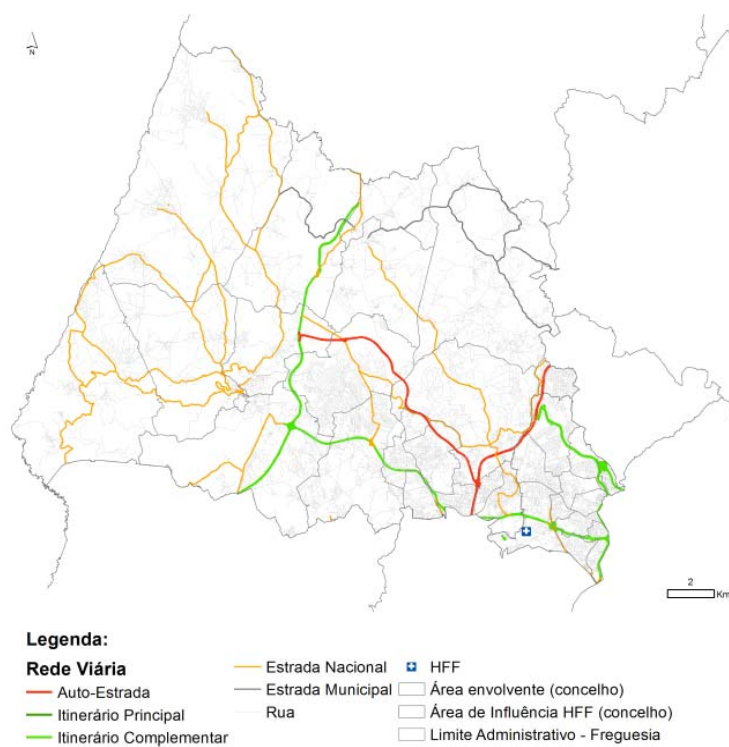 N
2
Km
Legenda:
Rede Viária
Auto-Estrada
Itinerário Principal
Itinerário Complementar
Estrada Nacional
Estrada Municipal
Rua
HFF
Área envolvente (concelho)
Área de Influência HFF (concelho)
Limite Administrativo - Freguesia